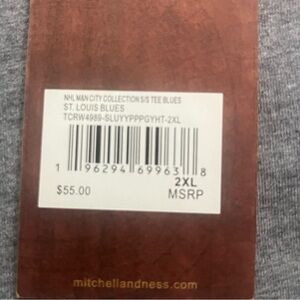 NHL MAN CITY COLLECTION S/S TEE BLUES
ST. LOUIS BLUES
TCRW4989-SLUYYPPPGYHT-2XL
1 96294 69963 8
2XL
$55.00 MSRP
mitchellandness.com